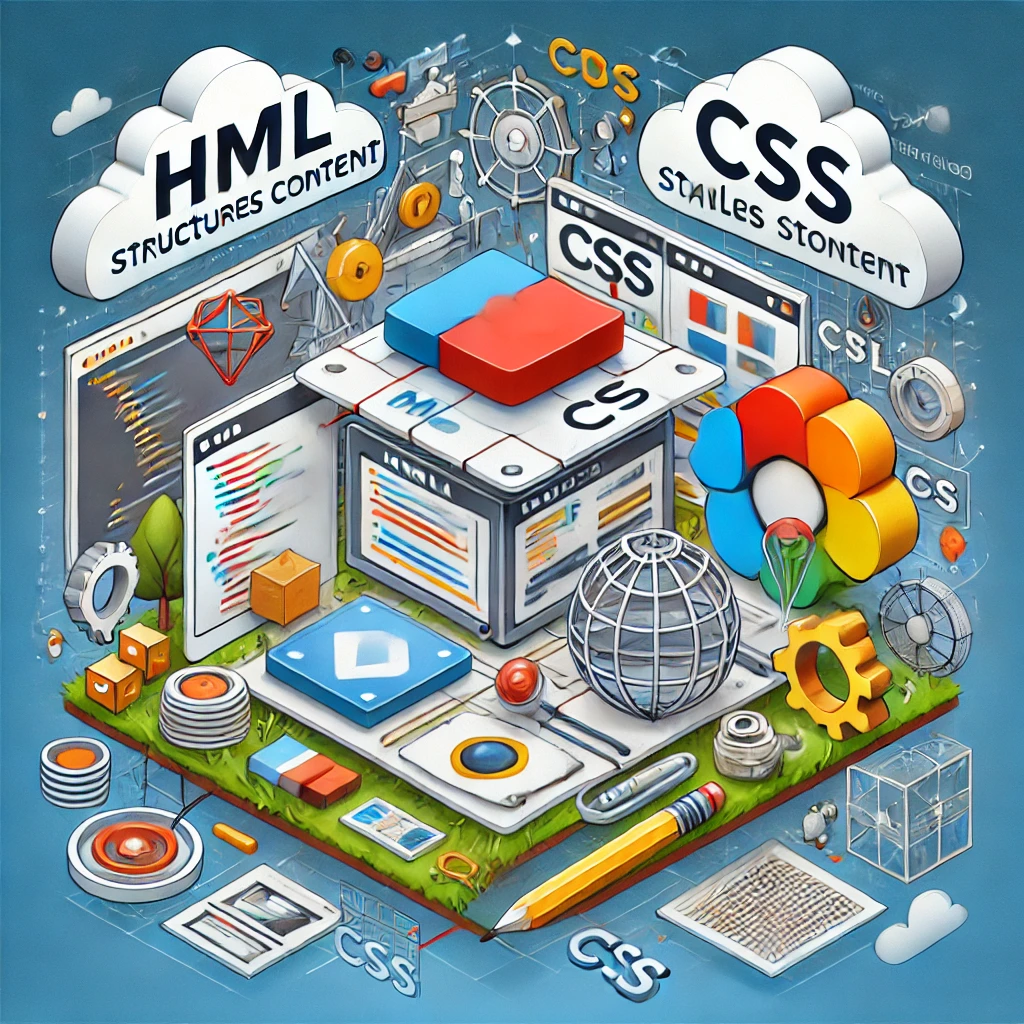 CDS
HML
STRUCTURES CONTENT
CSS
STAILES STONTENT
CSS
CSL
CS
CS
CSS
CSS